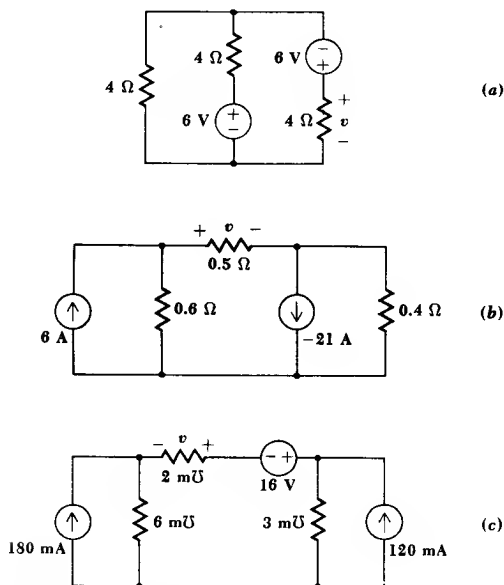 4 Ω
4 Ω
6 V
+
−
6 V
−
+
4 Ω
+
v
−
(a)
+ v −
0.5 Ω
6 A
0.6 Ω
−21 A
0.4 Ω
(b)
− v +
2 m℧
− +
16 V
180 mA
6 m℧
3 m℧
120 mA
(c)